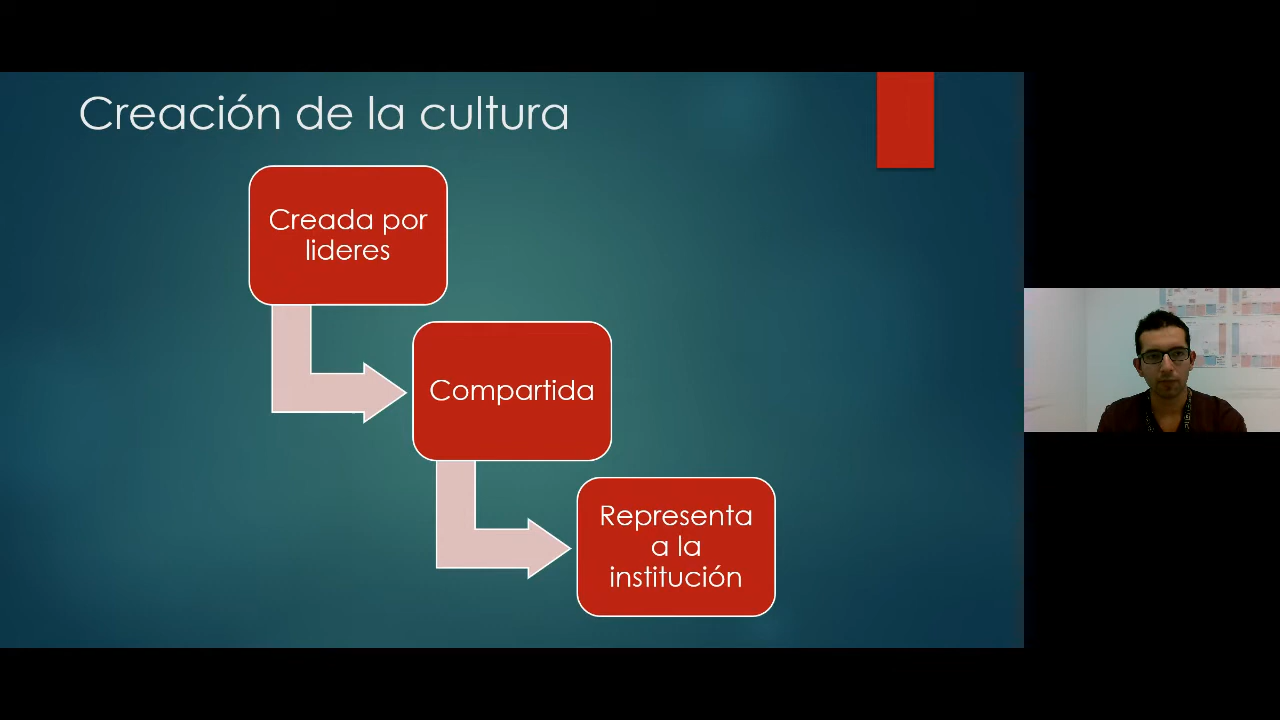 Creación de la cultura
Creada por
lideres
Compartida
Representa
a la
institución